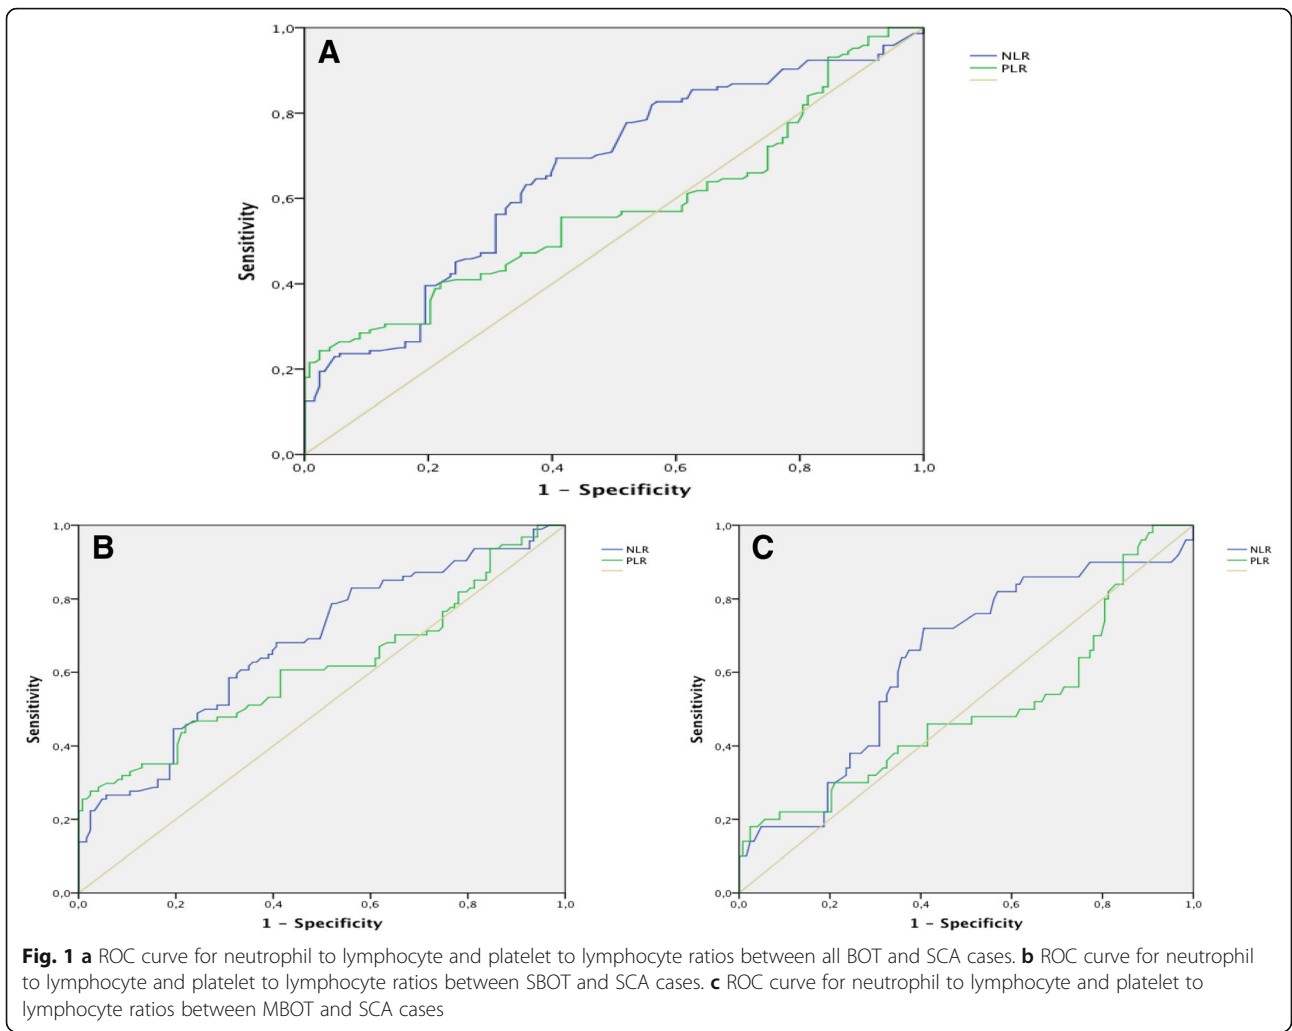 A
NLR
PLR
1,0
0,8
0,6
0,4
0,2
0,0
Sensitivity
0,0 0,2 0,4 0,6 0,8 1,0
1 – Specificity
B
NLR
PLR
1,0
0,8
0,6
0,4
0,2
0,0
Sensitivity
0,0 0,2 0,4 0,6 0,8 1,0
1 – Specificity
C
NLR
PLR
1,0
0,8
0,6
0,4
0,2
0,0
Sensitivity
0,0 0,2 0,4 0,6 0,8 1,0
1 – Specificity
Fig. 1 a ROC curve for neutrophil to lymphocyte and platelet to lymphocyte ratios between all BOT and SCA cases. b ROC curve for neutrophil
to lymphocyte and platelet to lymphocyte ratios between SBOT and SCA cases. c ROC curve for neutrophil to lymphocyte and platelet to
lymphocyte ratios between MBOT and SCA cases